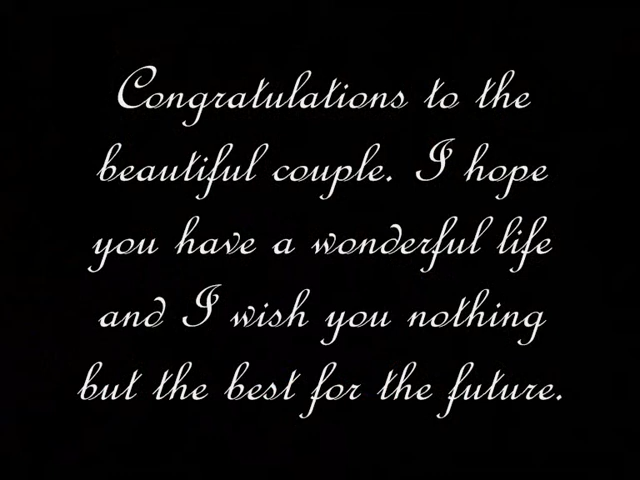 Congratulations to the
beautiful couple. I hope
you have a wonderful life
and I wish you nothing
but the best for the future.